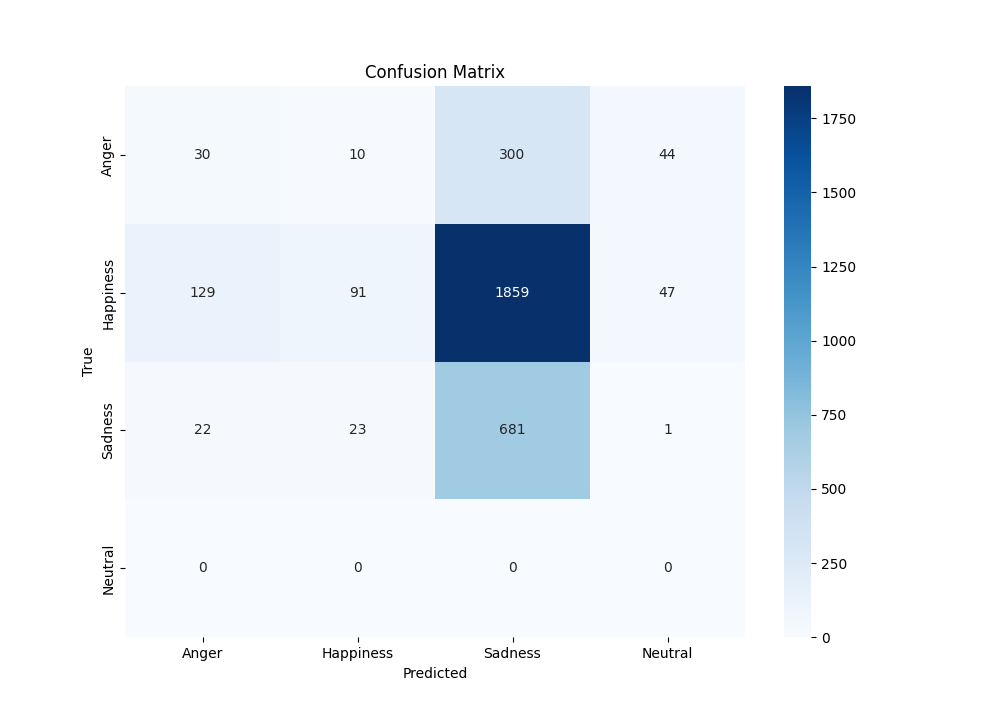 Confusion Matrix
Anger 30 10 300 44
Happiness 129 91 1859 47
Sadness 22 23 681 1
Neutral 0 0 0 0
Anger Happiness Sadness Neutral
Predicted
True
1750
1500
1250
1000
750
500
250
0